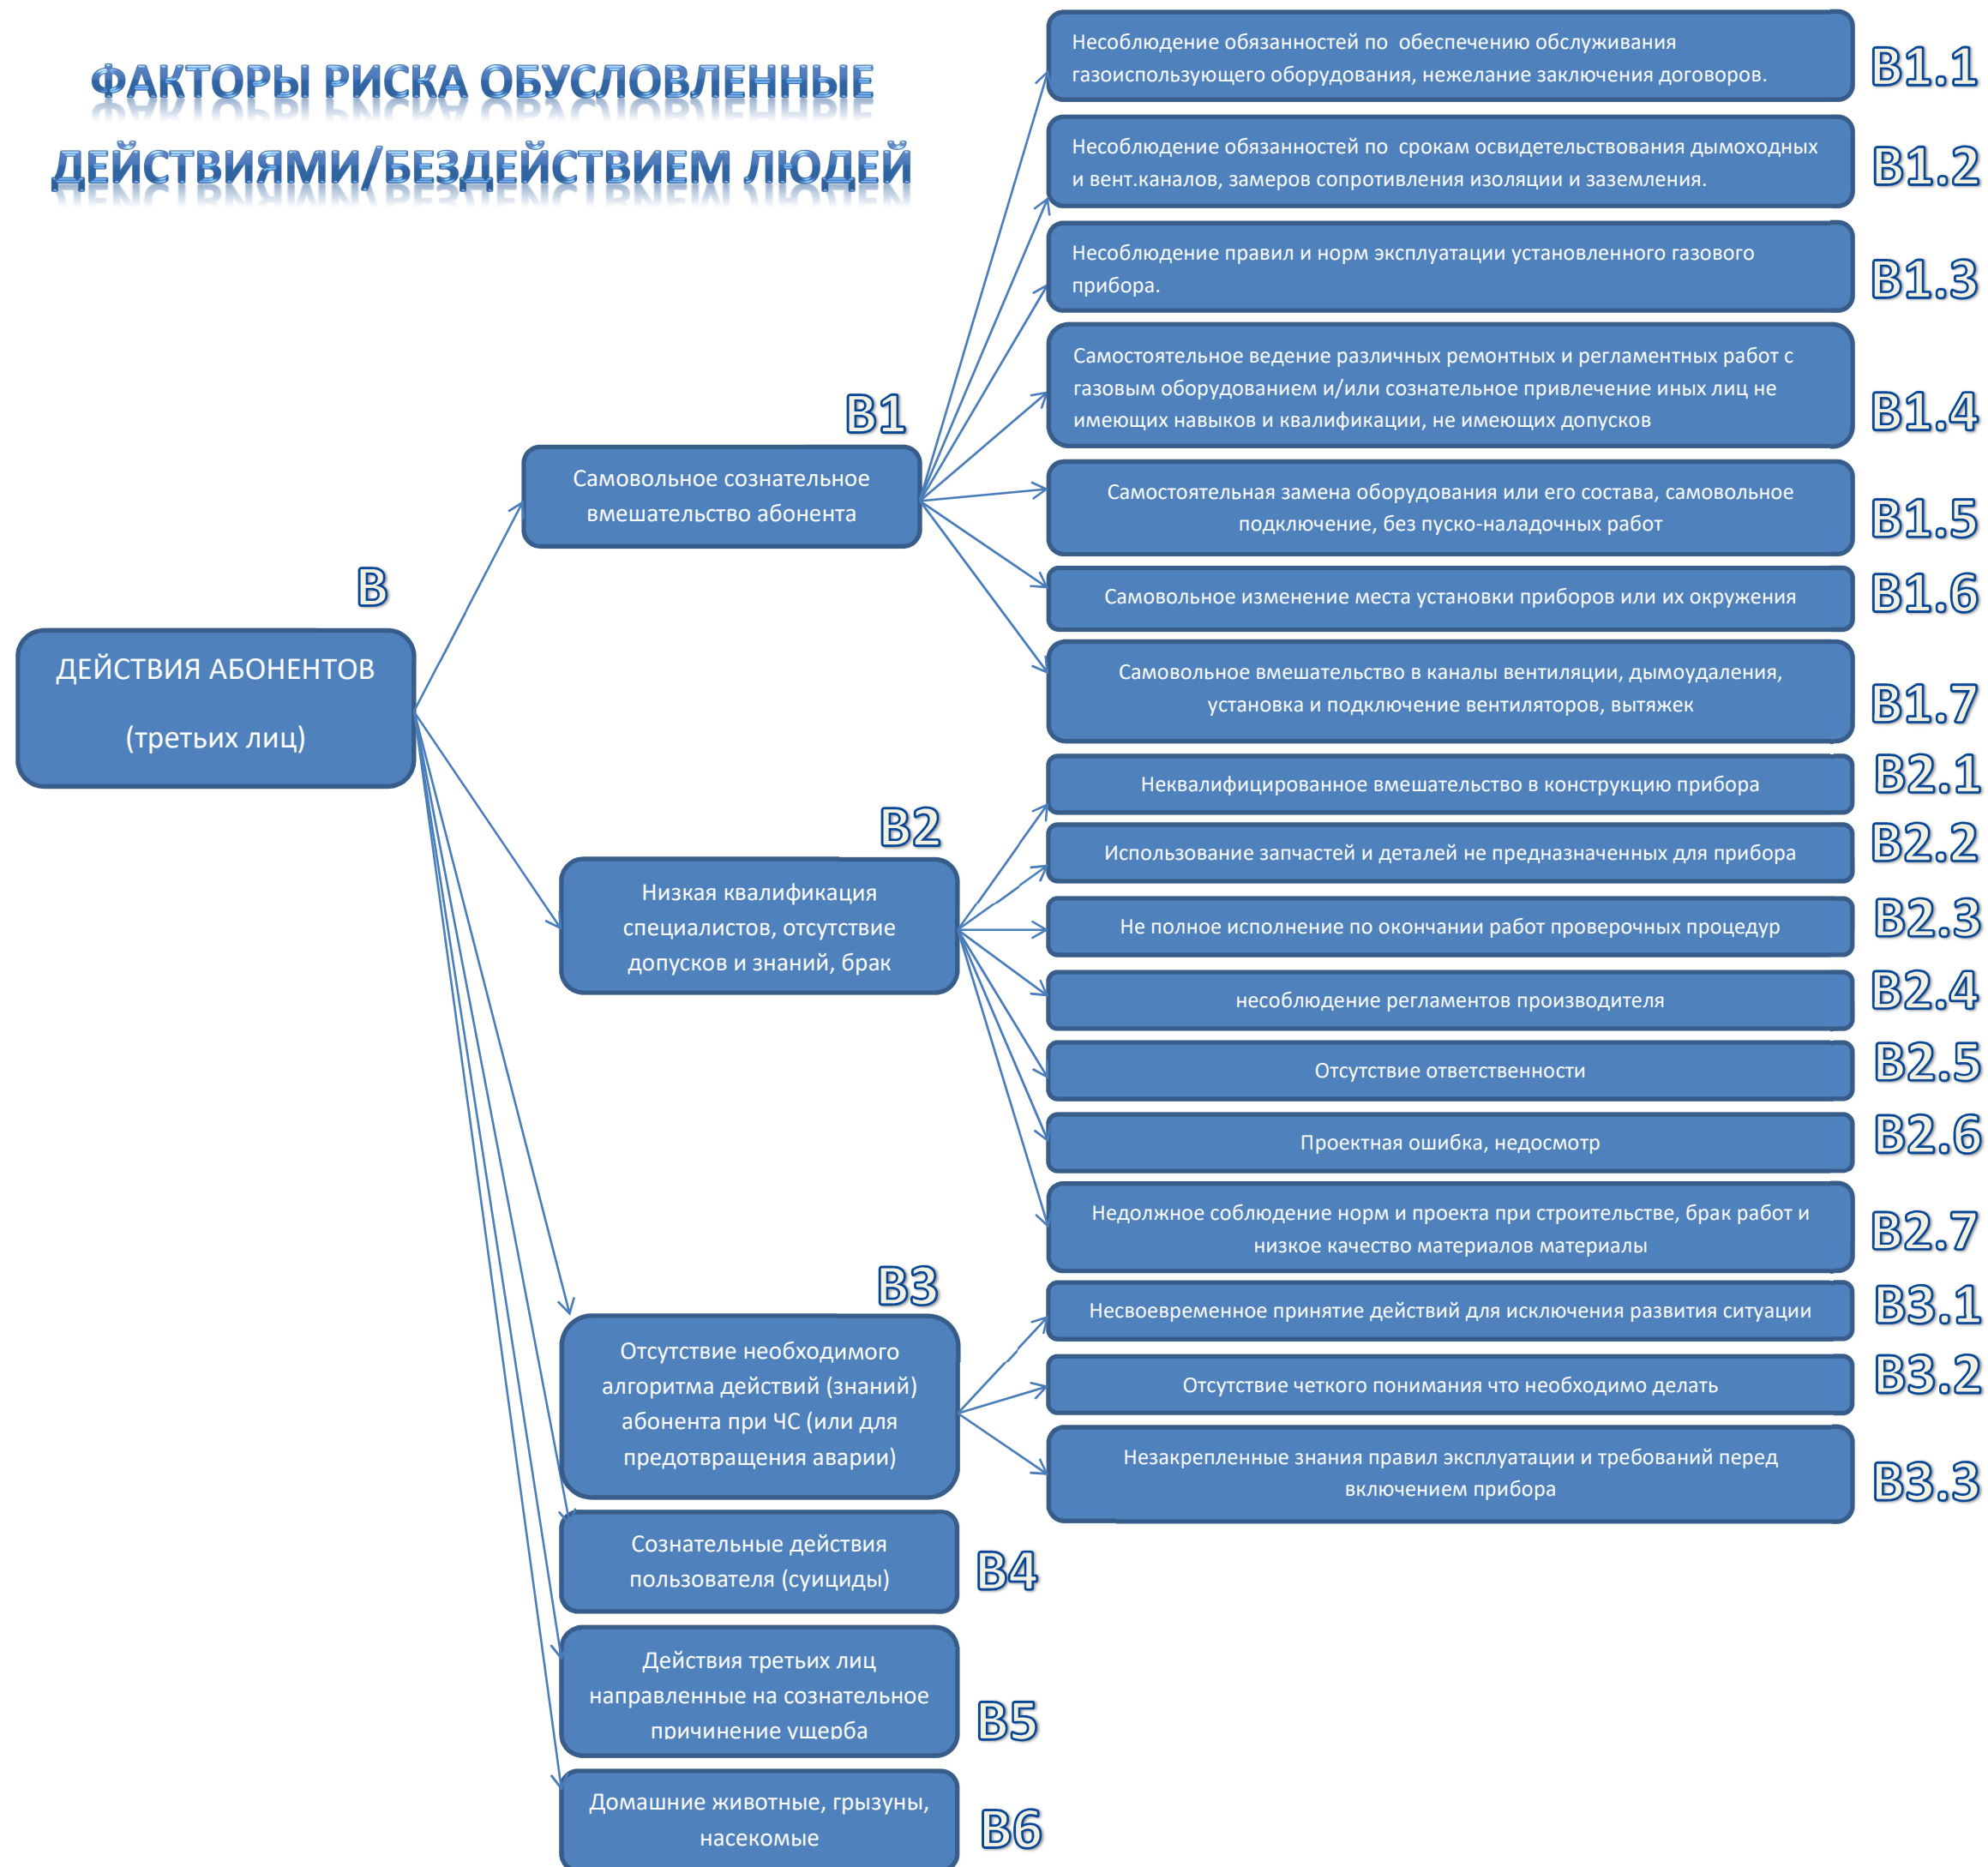 ФАКТОРЫ РИСКА ОБУСЛОВЛЕННЫЕ
ДЕЙСТВИЯМИ/БЕЗДЕЙСТВИЕМ ЛЮДЕЙ
В
ДЕЙСТВИЯ АБОНЕНТОВ
(третьих лиц)
В1
Самовольное сознательное
вмешательство абонента
Несоблюдение обязанностей по обеспечению обслуживания
газоиспользующего оборудования, нежелание заключения договоров.
В1.1
Несоблюдение обязанностей по срокам освидетельствования дымоходных
и вент.каналов, замеров сопротивления изоляции и заземления.
В1.2
Несоблюдение правил и норм эксплуатации установленного газового
прибора.
В1.3
Самостоятельное ведение различных ремонтных и регламентных работ с
газовым оборудованием и/или сознательное привлечение иных лиц не
имеющих навыков и квалификации, не имеющих допусков
В1.4
Самостоятельная замена оборудования или его состава, самовольное
подключение, без пуско-наладочных работ
В1.5
Самовольное изменение места установки приборов или их окружения
В1.6
Самовольное вмешательство в каналы вентиляции, дымоудаления,
установка и подключение вентиляторов, вытяжек
В1.7
В2
Низкая квалификация
специалистов, отсутствие
допусков и знаний, брак
Неквалифицированное вмешательство в конструкцию прибора
В2.1
Использование запчастей и деталей не предназначенных для прибора
В2.2
Не полное исполнение по окончании работ проверочных процедур
В2.3
несоблюдение регламентов производителя
В2.4
Отсутствие ответственности
В2.5
Проектная ошибка, недосмотр
В2.6
Недолжное соблюдение норм и проекта при строительстве, брак работ и
низкое качество материалов материалы
В2.7
В3
Отсутствие необходимого
алгоритма действий (знаний)
абонента при ЧС (или для
предотвращения аварии)
Несвоевременное принятие действий для исключения развития ситуации
В3.1
Отсутствие четкого понимания что необходимо делать
В3.2
Незакрепленные знания правил эксплуатации и требований перед
включением прибора
В3.3
Сознательные действия
пользователя (суициды)
В4
Действия третьих лиц
направленные на сознательное
причинение ущерба
В5
Домашние животные, грызуны,
насекомые
В6